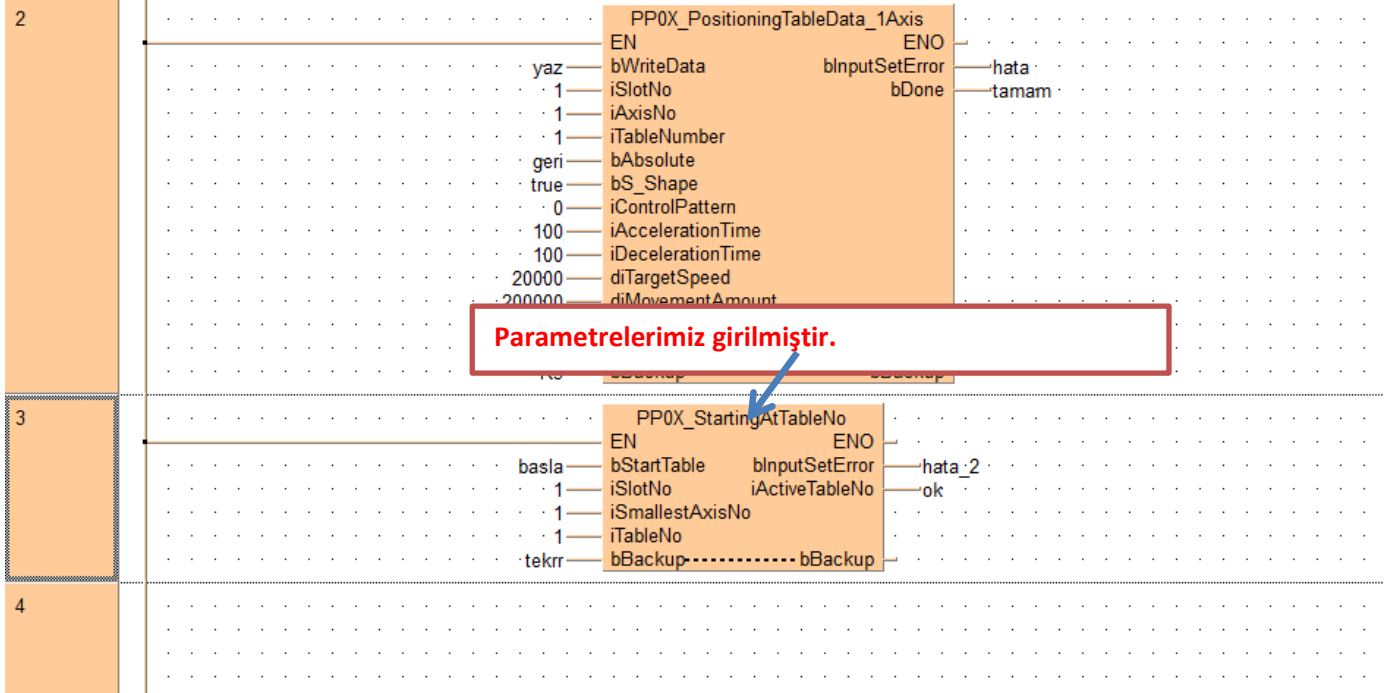 2
PP0X_PositioningTableData_1Axis
EN ENO
yaz bWriteData bInputSetError hata
1 iSlotNo bDone tamam
1 iAxisNo
1 iTableNumber
geri bAbsolute
true bS_Shape
0 iControlPattern
100 iAccelerationTime
100 iDecelerationTime
20000 diTargetSpeed
200000 diMovementAmount
Parametrelerimiz girilmiştir.
3
PP0X_StartingAtTableNo
EN ENO
basla bStartTable bInputSetError hata_2
1 iSlotNo iActiveTableNo ok
1 iSmallestAxisNo
1 iTableNo
tekrr bBackup bBackup
4